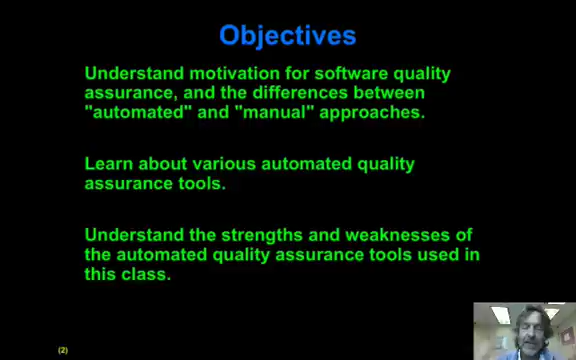 Objectives
Understand motivation for software quality
assurance, and the differences between
"automated" and "manual" approaches.
Learn about various automated quality
assurance tools.
Understand the strengths and weaknesses of
the automated quality assurance tools used in
this class.
(2)